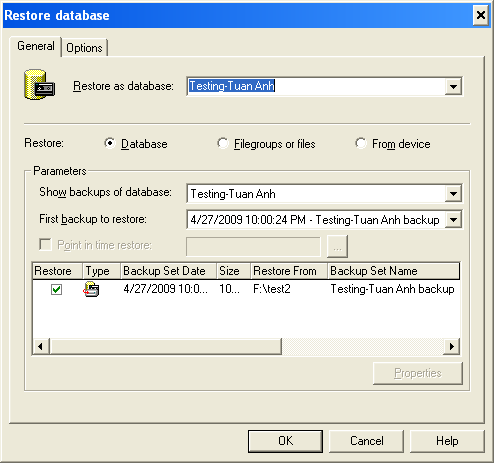 Restore database
General Options
Restore as database: Testing-Tuan Anh
Restore: Database Filegroups or files From device
Parameters
Show backups of database: Testing-Tuan Anh
First backup to restore: 4/27/2009 10:00:24 PM - Testing-Tuan Anh backup
Point in time restore: ...
Restore Type Backup Set Date Size Restore From Backup Set Name
4/27/2009 10:0... 10... F:\test2 Testing-Tuan Anh backup
Properties
OK Cancel Help